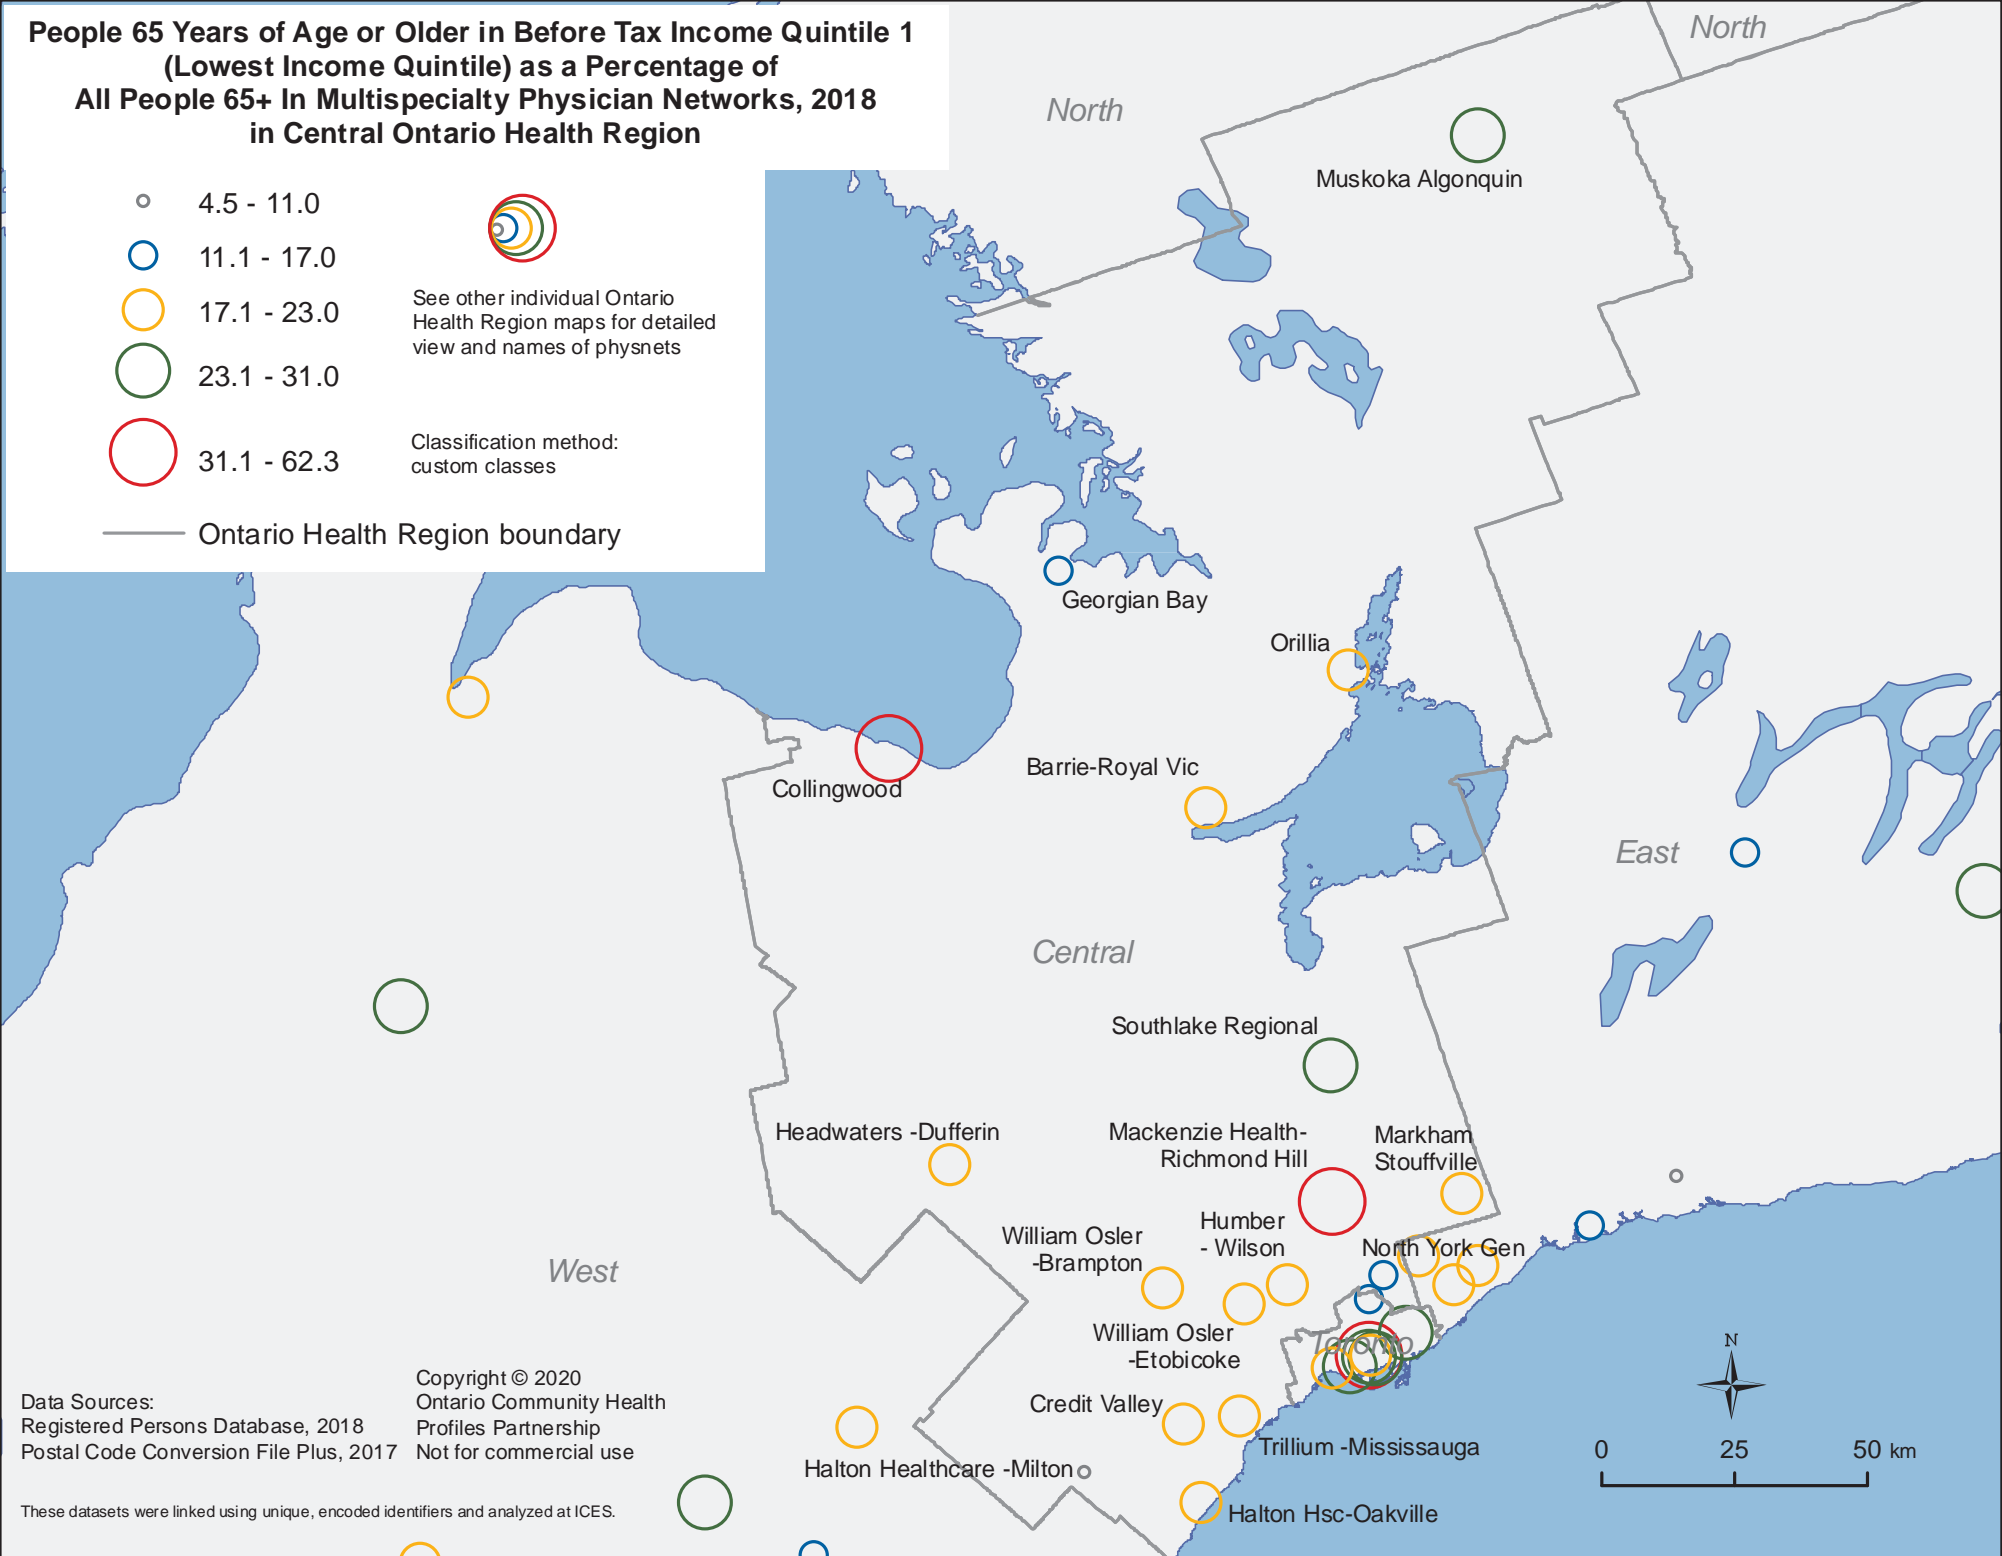 People 65 Years of Age or Older in Before Tax Income Quintile 1
(Lowest Income Quintile) as a Percentage of
All People 65+ In Multispecialty Physician Networks, 2018
in Central Ontario Health Region
4.5 - 11.0
11.1 - 17.0
17.1 - 23.0
23.1 - 31.0
31.1 - 62.3
See other individual Ontario
Health Region maps for detailed
view and names of physnets
Classification method:
custom classes
Ontario Health Region boundary
North
North
Muskoka Algonquin
Georgian Bay
Orillia
Collingwood
Barrie-Royal Vic
East
Central
Southlake Regional
Headwaters -Dufferin
Mackenzie Health-
Richmond Hill
Markham
Stouffville
Humber
- Wilson
William Osler
-Brampton
North York Gen
West
William Osler
-Etobicoke
Toronto
Credit Valley
Trillium -Mississauga
Halton Healthcare -Milton
Halton Hsc-Oakville
N
0 25 50 km
Data Sources:
Registered Persons Database, 2018
Postal Code Conversion File Plus, 2017
Copyright © 2020
Ontario Community Health
Profiles Partnership
Not for commercial use
These datasets were linked using unique, encoded identifiers and analyzed at ICES.